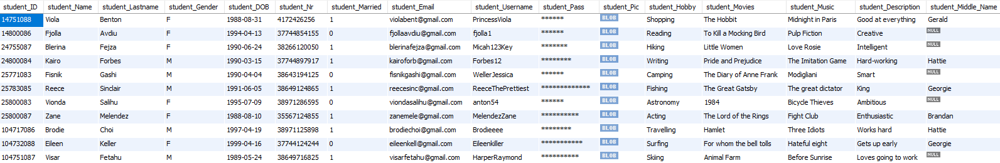 student_ID student_Name student_Lastname student_Gender student_DOB student_Nr student_Married student_Email student_Username student_Pass student_Pic student_Hobby student_Movies student_Music student_Description student_Middle_Name
14751088 Viola Benton F 1988-08-31 4172426256 1 violabent@gmail.com PrincessViola ****** BLOB Shopping The Hobbit Midnight in Paris Good at everything Gerald
14800086 Fjolla Avdiu F 1994-04-13 37744854155 0 fjollaavdiu@gmail.com fjolla1 ****** BLOB Reading To Kill a Mocking Bird Pulp Fiction Creative NULL
24755087 Blerina Fejza F 1990-06-24 38266120050 1 blerinafejza@gmail.com Micah123Key ******* BLOB Hiking Little Women Love Rosie Intelligent NULL
24800084 Kairo Forbes M 1990-03-15 37744897917 1 kairoforb@gmail.com Forbes12 ******** BLOB Writing Pride and Prejudice The Imitation Game Hard-working Hattie
25771083 Fisnik Gashi M 1990-04-04 38643194125 0 fisnikgashi@gmail.com WellerJessica ****** BLOB Camping The Diary of Anne Frank Modigliani Smart NULL
25783085 Reece Sinclair M 1991-06-05 38649124865 1 reecesinc@gmail.com ReeceThePrettiest ************* BLOB Fishing The Great Gatsby The great dictator King Georgie
25800083 Vionda Salihu F 1995-07-09 38971286595 0 viondasalihu@gmail.com anton54 ****** BLOB Astronomy 1984 Bicycle Thieves Ambitious NULL
25800087 Zane Melendez F 1988-08-10 35567124855 1 zanemele@gmail.com MelendezZane ********** BLOB Acting The Lord of the Rings Fight Club Enthusiastic Brandan
104717086 Brodie Choi M 1997-04-19 38971125898 1 brodiechoi@gmail.com Brodieeee ******** BLOB Travelling Hamlet Three Idiots Works hard Hattie
104732088 Eileen Keller F 1999-04-16 37744124244 0 eileenkell@gmail.com Eileenkiller *********** BLOB Surfing For whom the bell tolls Hateful eight Gets up early Georgie
104751087 Visar Fetahu M 1989-05-24 38649716825 1 visarfetahu@gmail.com HarperRaymond ********** BLOB Skiing Animal Farm Before Sunrise Loves going to work NULL